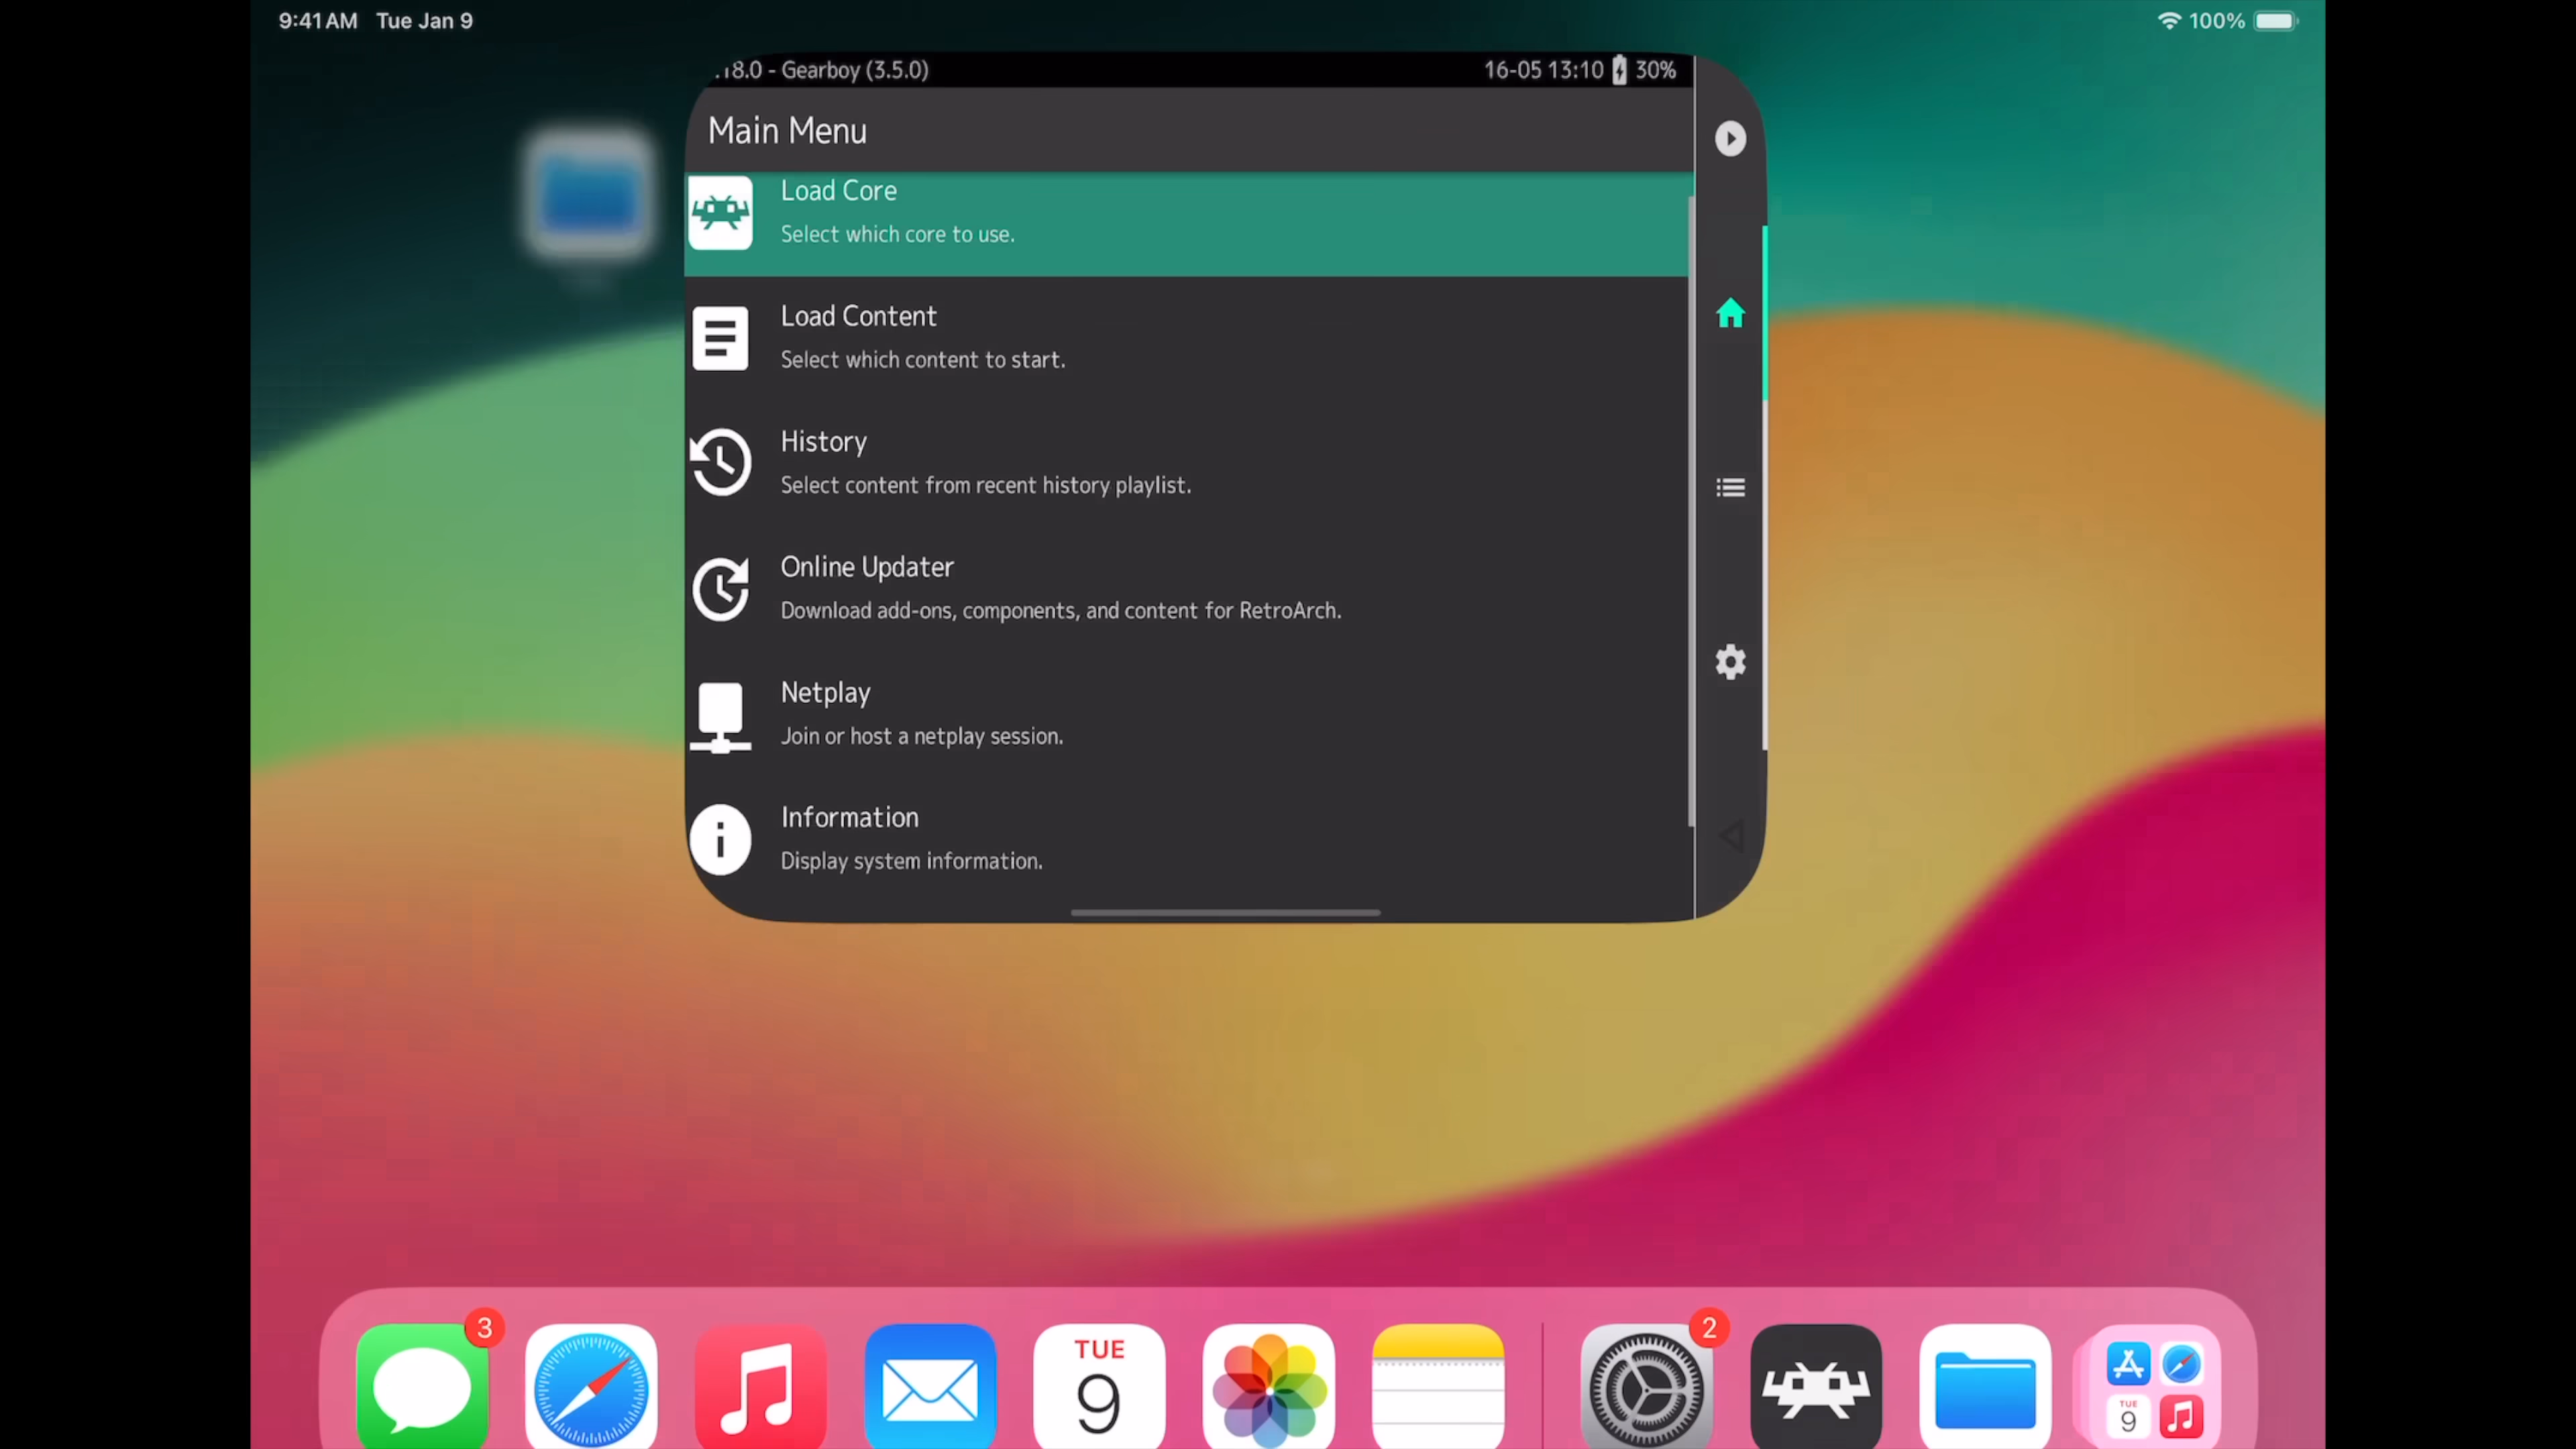 9:41 AM Tue Jan 9
100%
.18.0 - Gearboy (3.5.0)
16-05 13:10 30%
Main Menu
Load Core
Select which core to use.
Load Content
Select which content to start.
History
Select content from recent history playlist.
Online Updater
Download add-ons, components, and content for RetroArch.
Netplay
Join or host a netplay session.
Information
Display system information.
3
TUE
9
2
TUE
9